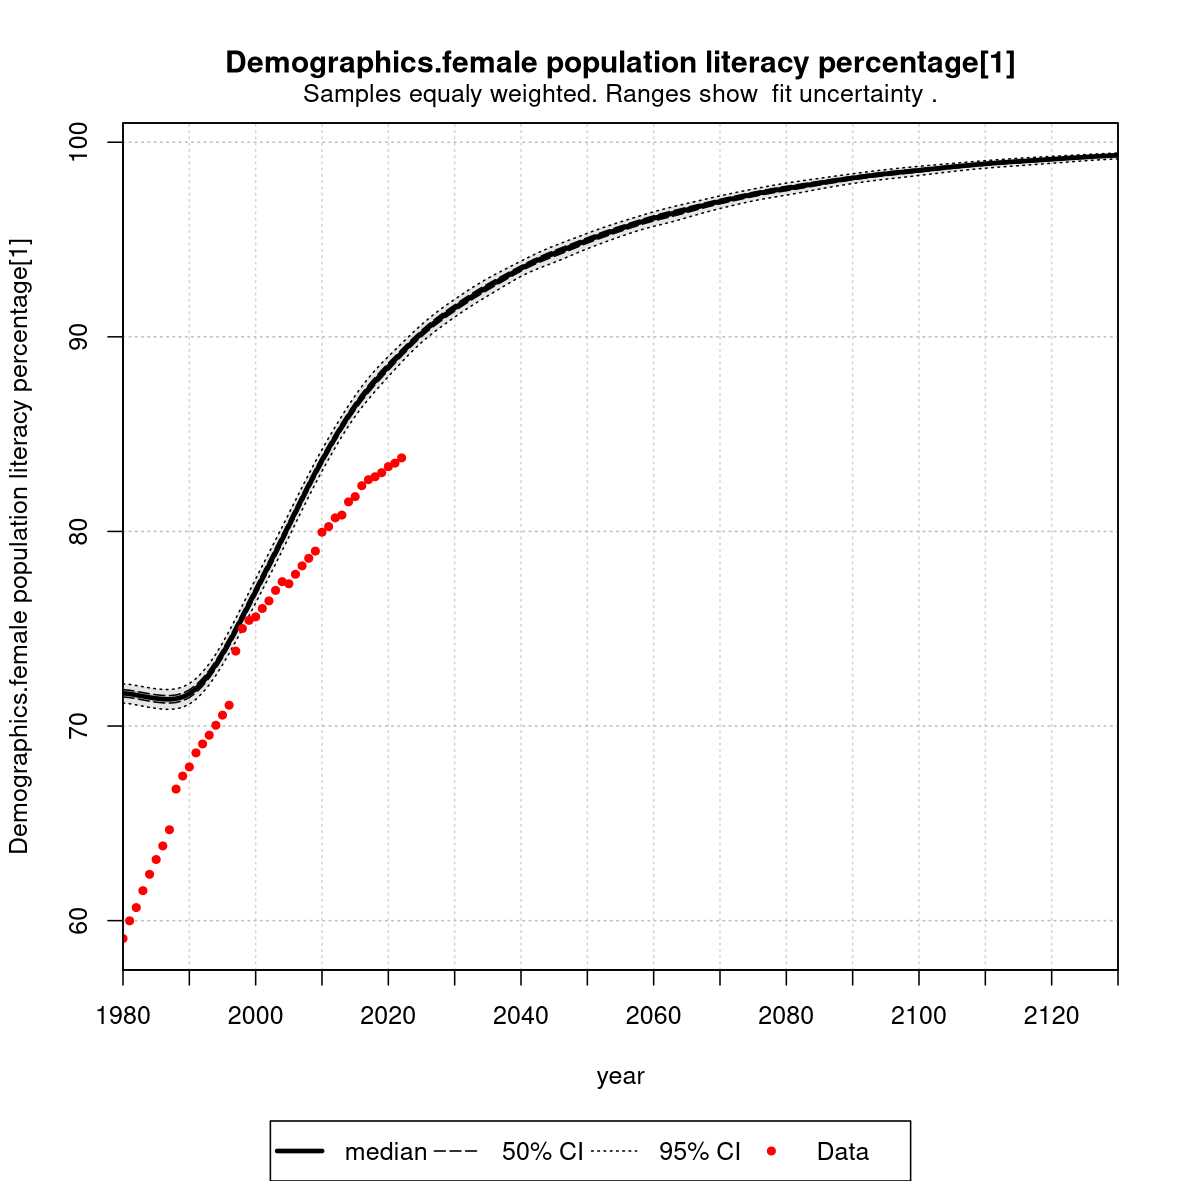 Demographics.female population literacy percentage[1]
Samples equaly weighted. Ranges show  fit uncertainty .
Demographics.female population literacy percentage[1]
100
90
80
70
60
1980 2000 2020 2040 2060 2080 2100 2120
year
median 50% CI 95% CI Data